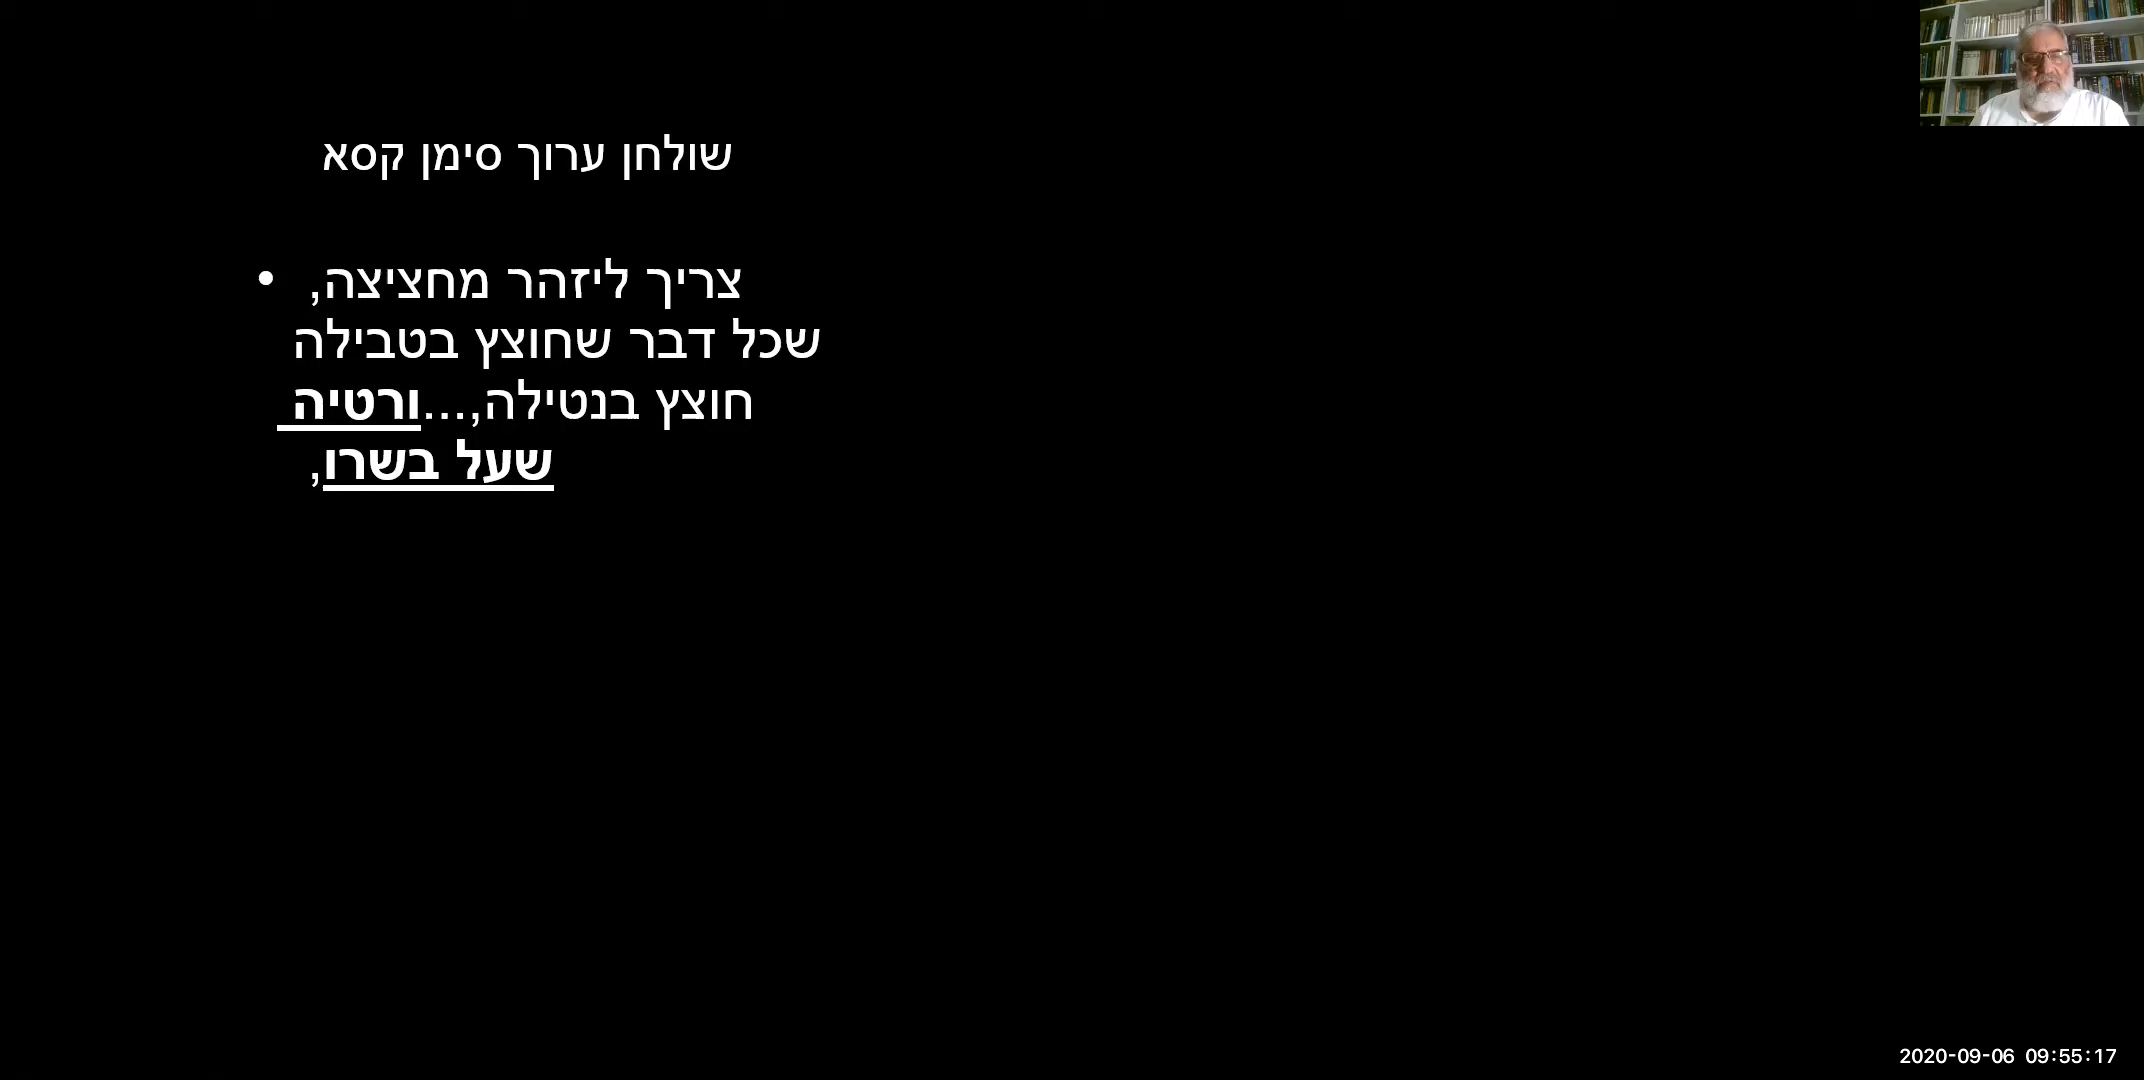 שולחן ערוך סימן קסא
• צריך ליזהר מחציצה,
שכל דבר שחוצץ בטבילה
חוצץ בנטילה,...ורטיה
שעל בשרו,
2020-09-06 09:55:17